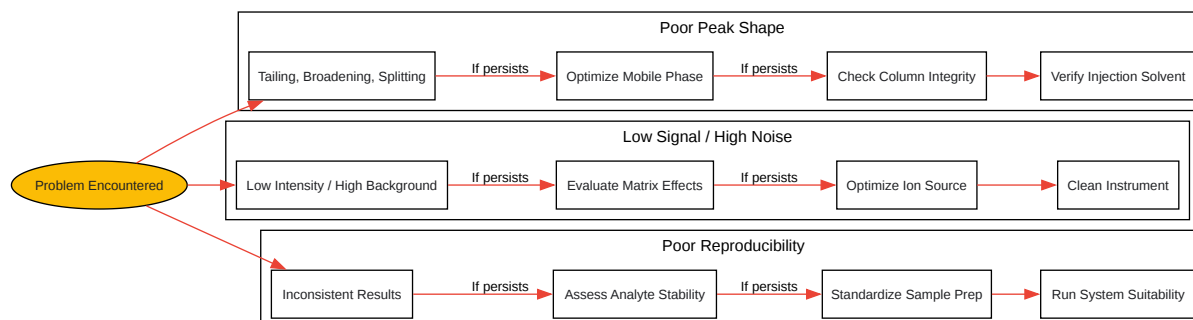 Poor Peak Shape
Tailing, Broadening, Splitting
If persists
Optimize Mobile Phase
If persists
Check Column Integrity
Verify Injection Solvent
Problem Encountered
Low Signal / High Noise
Low Intensity / High Background
If persists
Evaluate Matrix Effects
If persists
Optimize Ion Source
Clean Instrument
Poor Reproducibility
Inconsistent Results
If persists
Assess Analyte Stability
If persists
Standardize Sample Prep
Run System Suitability